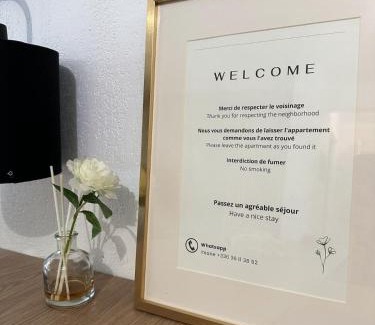 WELCOME
Merci de respecter le voisinage
Thank you for respecting the neighborhood
Nous vous demandons de laisser l'appartement
comme vous l'avez trouvé
Please leave the apartment as you found it
Interdiction de fumer
No smoking
Passez un agréable séjour
Have a nice stay
Whatsapp